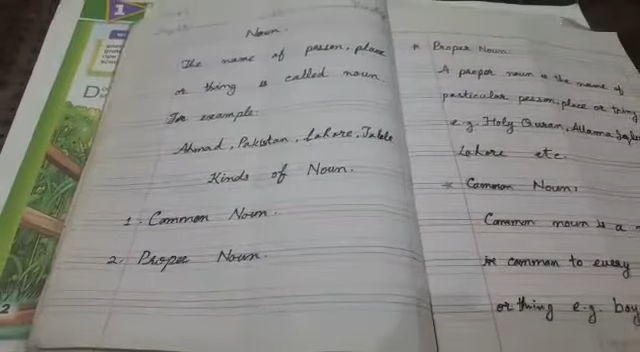 1
D
2
Noun.
The name of person, place
or thing is called noun.
For example:
Ahmad, Pakistan, Lahore, Table
Kinds of Noun.
1. Common Noun.
2. Proper Noun.
* Proper Noun:
A proper noun is the name of
particular person, place or thing
e.g. Holy Quran, Allama
Lahore etc.
* Common Noun:
Common noun is a
common to every
or thing e.g. boy